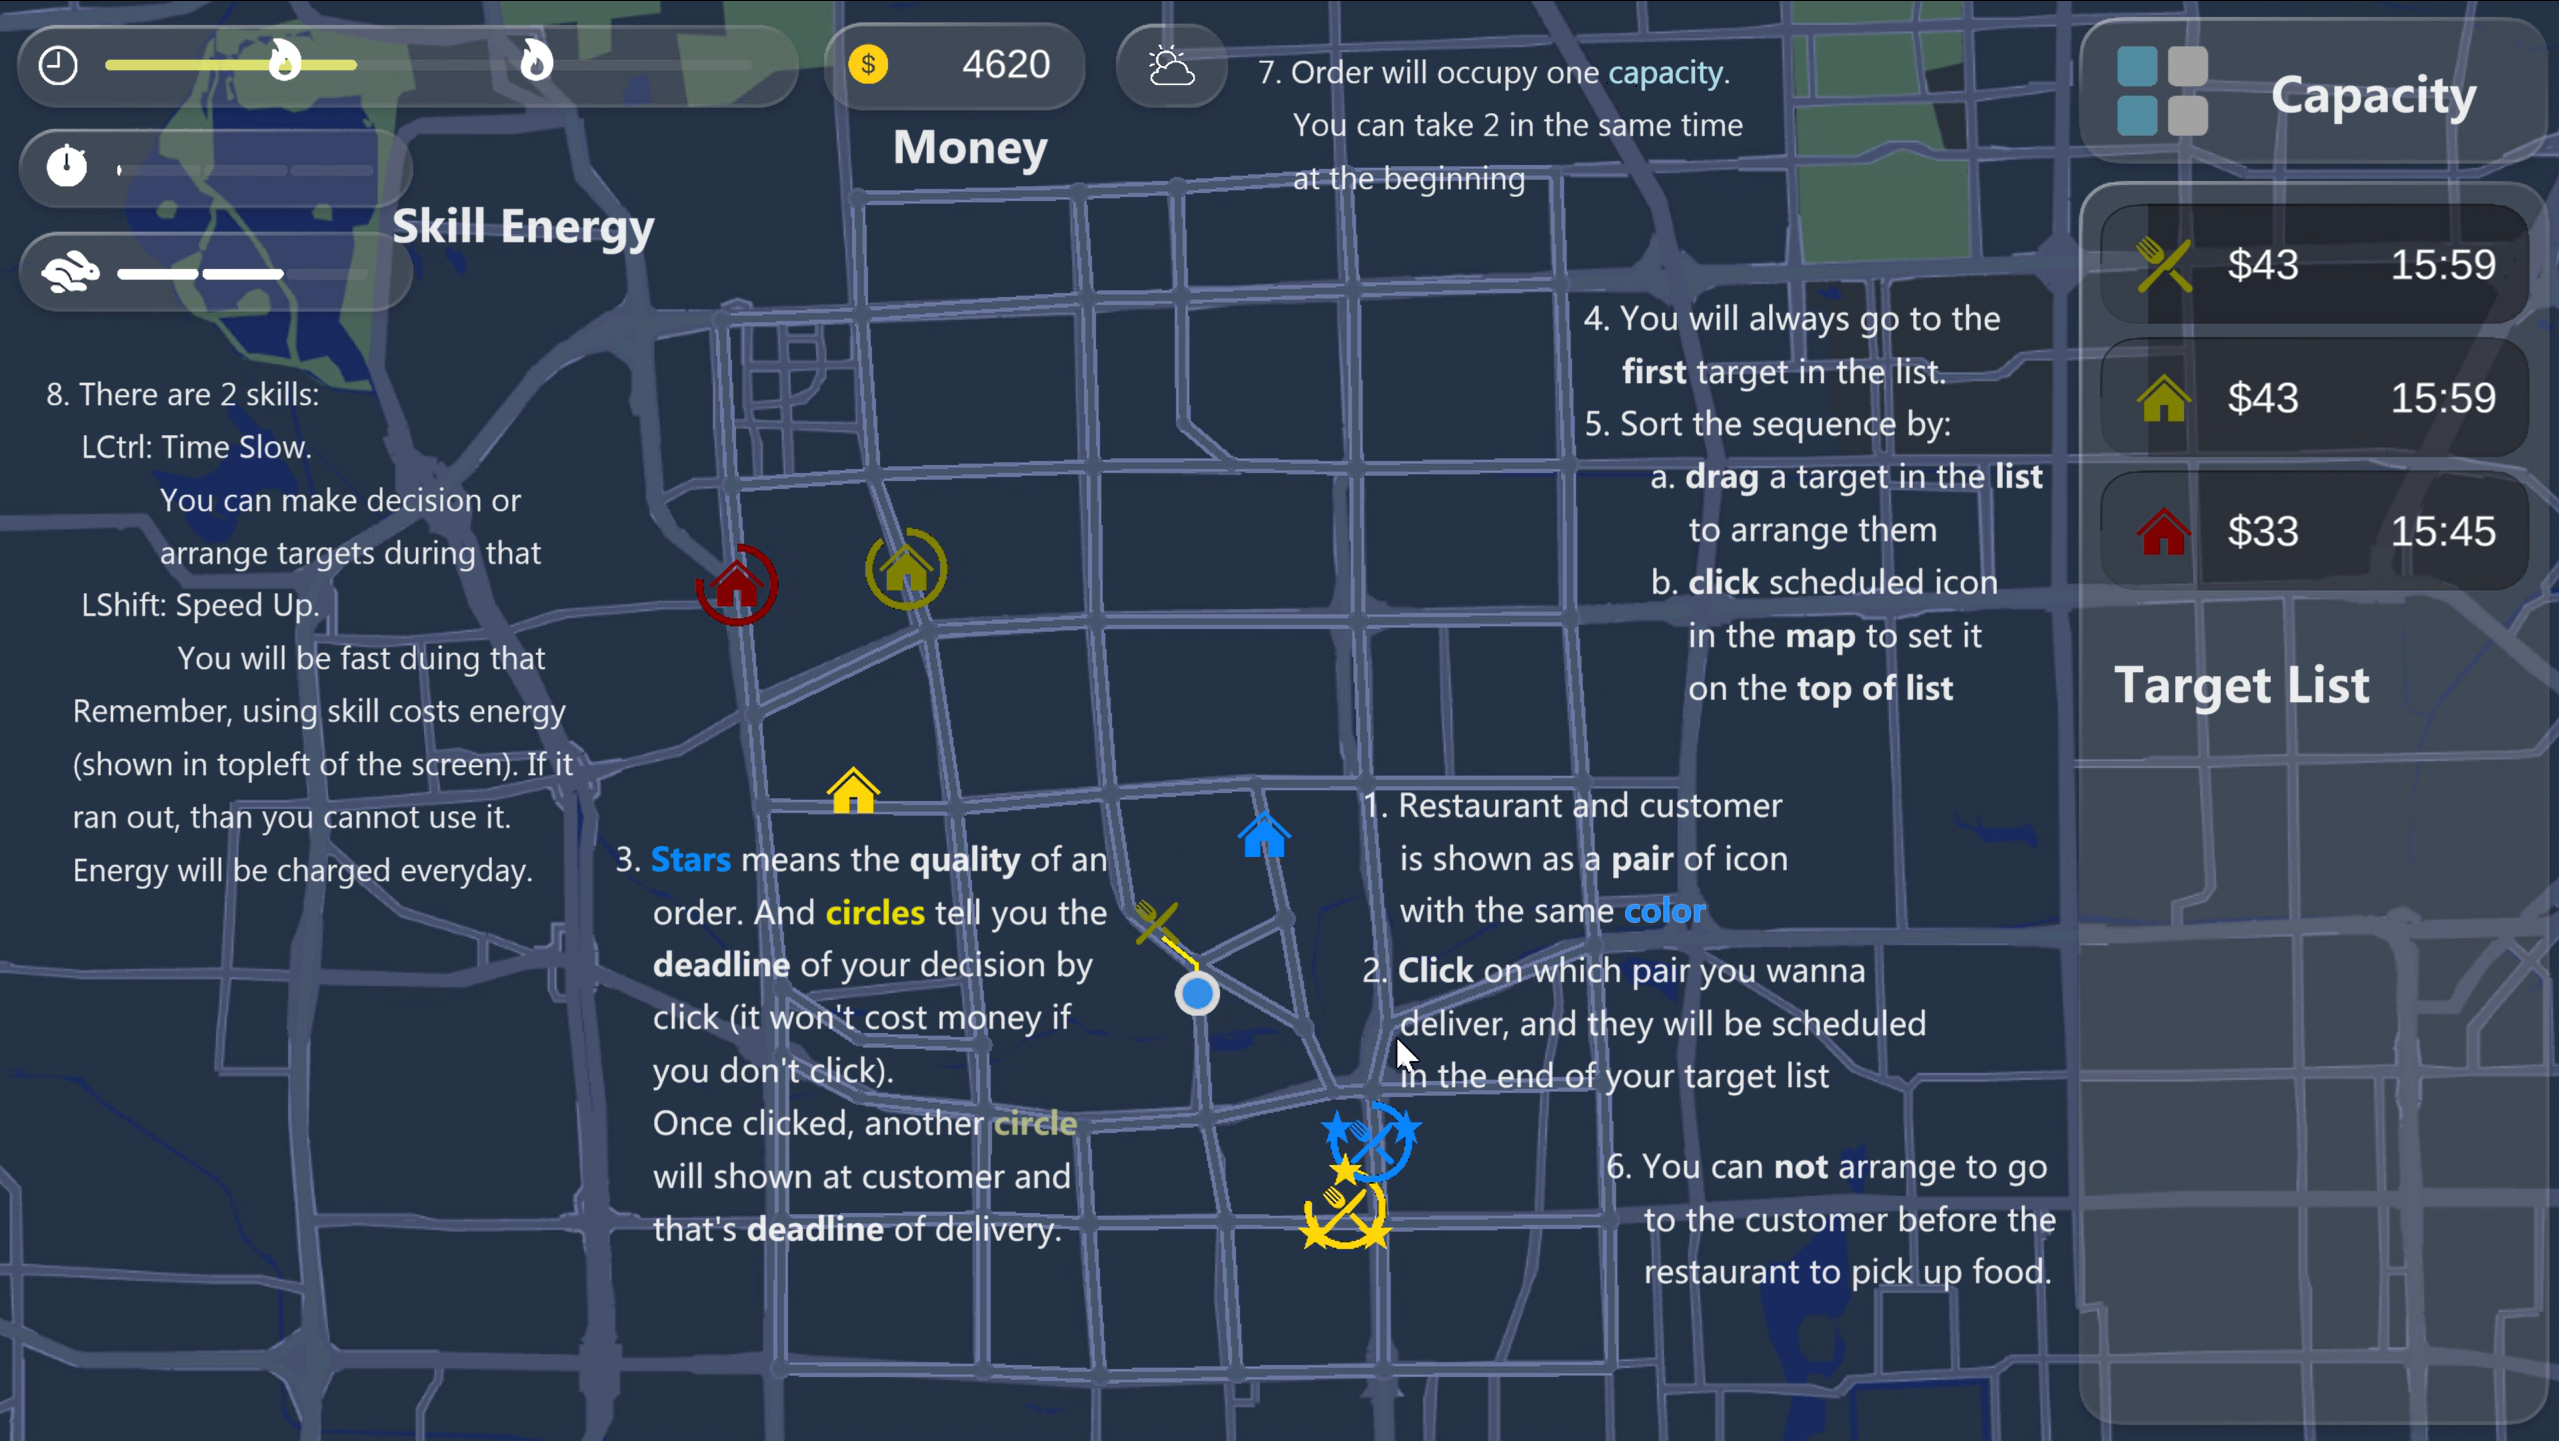 $ 4620
Money
Skill Energy
7. Order will occupy one capacity.
You can take 2 in the same time
at the beginning
Capacity
$43 15:59
$43 15:59
$33 15:45
Target List
8. There are 2 skills:
LCtrl: Time Slow.
You can make decision or
arrange targets during that
LShift: Speed Up.
You will be fast duing that
Remember, using skill costs energy
(shown in topleft of the screen). If it
ran out, than you cannot use it.
Energy will be charged everyday.
4. You will always go to the
first target in the list.
5. Sort the sequence by:
a. drag a target in the list
to arrange them
b. click scheduled icon
in the map to set it
on the top of list
3. Stars means the quality of an
order. And circles tell you the
deadline of your decision by
click (it won't cost money if
you don't click).
Once clicked, another circle
will shown at customer and
that's deadline of delivery.
1. Restaurant and customer
is shown as a pair of icon
with the same color
2. Click on which pair you wanna
deliver, and they will be scheduled
in the end of your target list
6. You can not arrange to go
to the customer before the
restaurant to pick up food.